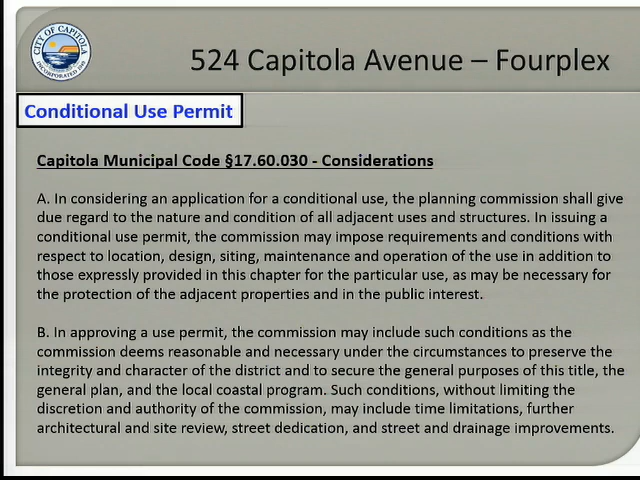 CITY OF CAPITOLA
INCORPORATED 1949
524 Capitola Avenue – Fourplex
Conditional Use Permit
Capitola Municipal Code §17.60.030 - Considerations
A. In considering an application for a conditional use, the planning commission shall give
due regard to the nature and condition of all adjacent uses and structures. In issuing a
conditional use permit, the commission may impose requirements and conditions with
respect to location, design, siting, maintenance and operation of the use in addition to
those expressly provided in this chapter for the particular use, as may be necessary for
the protection of the adjacent properties and in the public interest.
B. In approving a use permit, the commission may include such conditions as the
commission deems reasonable and necessary under the circumstances to preserve the
integrity and character of the district and to secure the general purposes of this title, the
general plan, and the local coastal program. Such conditions, without limiting the
discretion and authority of the commission, may include time limitations, further
architectural and site review, street dedication, and street and drainage improvements.